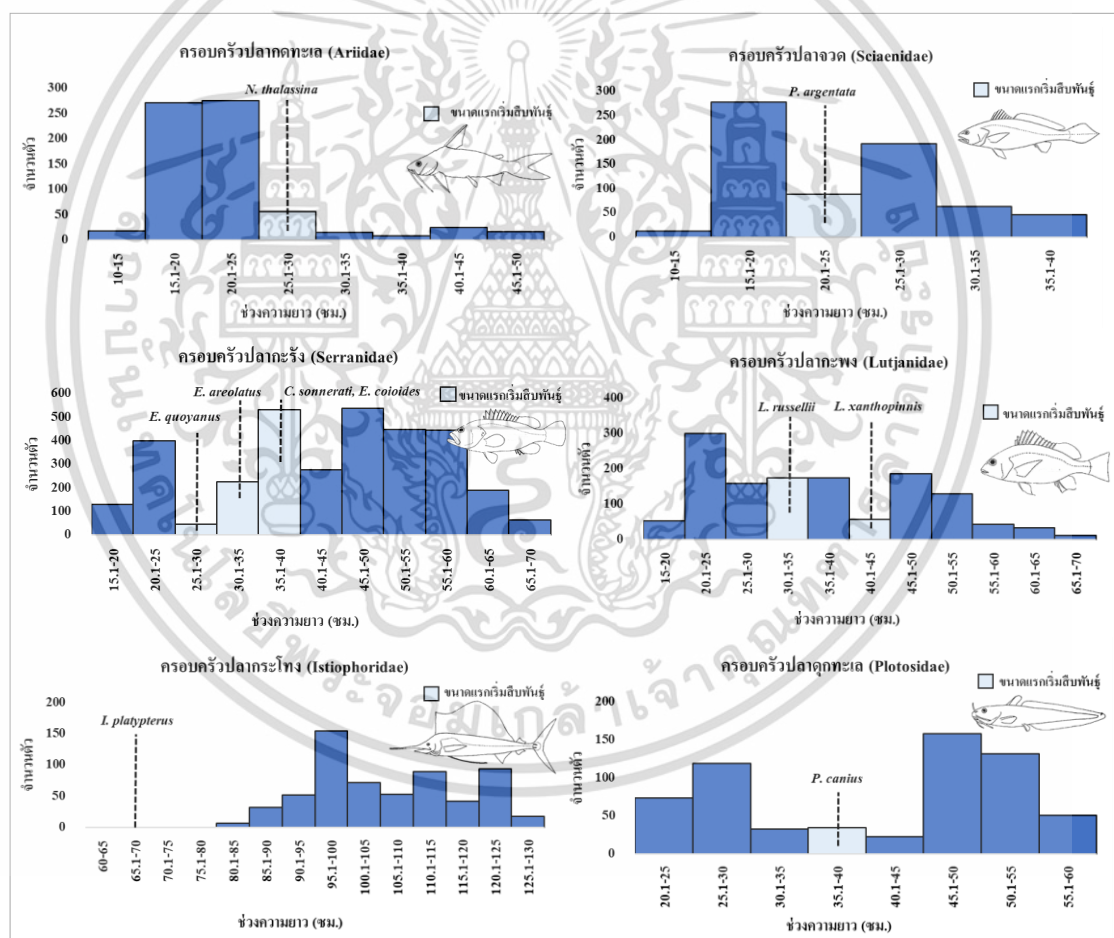 ครอบครัวปลากดทะเล (Ariidae)
N. thalassina
ขนาดแรกเริ่มสืบพันธุ์
จำนวนตัว
300
250
200
150
100
50
0
10-15
15.1-20
20.1-25
25.1-30
30.1-35
35.1-40
40.1-45
45.1-50
ช่วงความยาว (ซม.)
ครอบครัวปลาจวด (Sciaenidae)
P. argentata
ขนาดแรกเริ่มสืบพันธุ์
จำนวนตัว
300
250
200
150
100
50
0
10-15
15.1-20
20.1-25
25.1-30
30.1-35
35.1-40
ช่วงความยาว (ซม.)
ครอบครัวปลากะรัง (Serranidae)
E. areolatus
C. sonnerati, E. coioides
E. quoyanus
ขนาดแรกเริ่มสืบพันธุ์
จำนวนตัว
600
500
400
300
200
100
0
15.1-20
20.1-25
25.1-30
30.1-35
35.1-40
40.1-45
45.1-50
50.1-55
55.1-60
60.1-65
65.1-70
ช่วงความยาว (ซม.)
ครอบครัวปลากะพง (Lutjanidae)
L. russellii
L. xanthopinnis
ขนาดแรกเริ่มสืบพันธุ์
จำนวนตัว
400
300
200
100
0
15-20
20.1-25
25.1-30
30.1-35
35.1-40
40.1-45
45.1-50
50.1-55
55.1-60
60.1-65
65.1-70
ช่วงความยาว (ซม.)
ครอบครัวปลากระโทง (Istiophoridae)
I. platypterus
ขนาดแรกเริ่มสืบพันธุ์
จำนวนตัว
200
150
100
50
0
60-65
65.1-70
70.1-75
75.1-80
80.1-85
85.1-90
90.1-95
95.1-100
100.1-105
105.1-110
110.1-115
115.1-120
120.1-125
125.1-130
ช่วงความยาว (ซม.)
ครอบครัวปลาดุกทะเล (Plotosidae)
P. canius
ขนาดแรกเริ่มสืบพันธุ์
จำนวนตัว
200
150
100
50
0
20.1-25
25.1-30
30.1-35
35.1-40
40.1-45
45.1-50
50.1-55
55.1-60
ช่วงความยาว (ซม.)